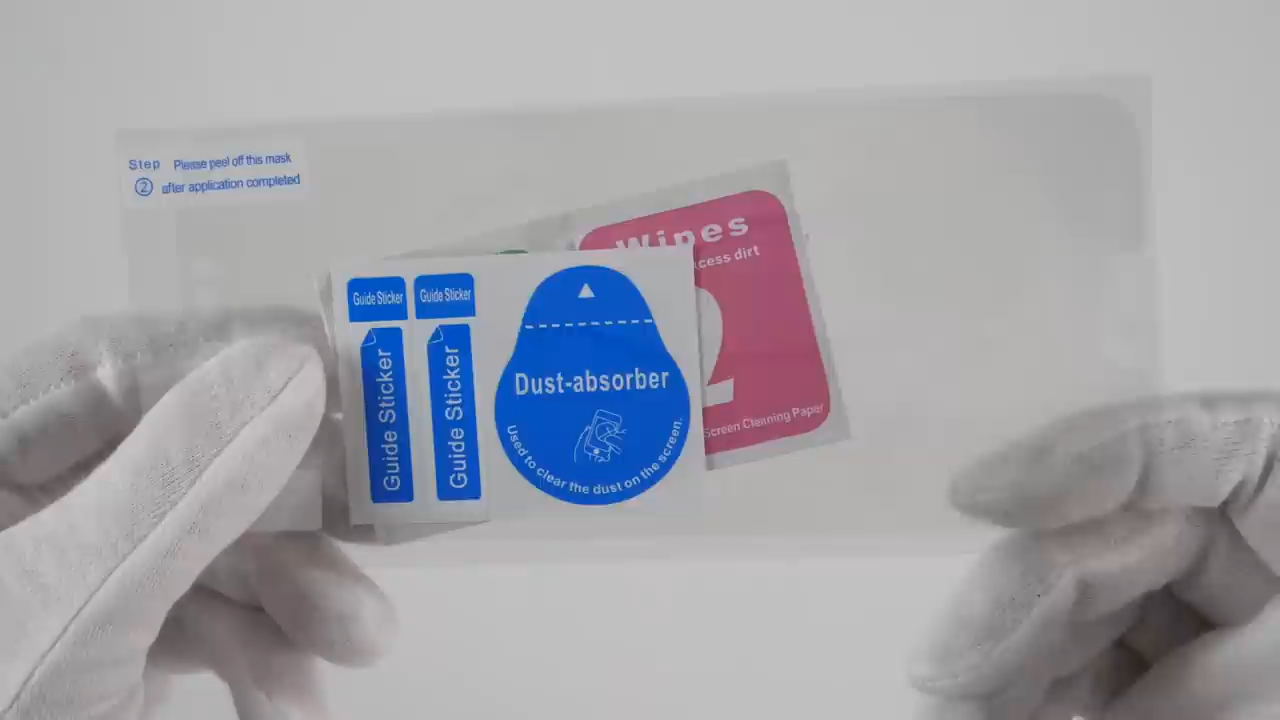 Step Please peel off this mask
② after application completed
Wipes
dirt
2
Screen Cleaning Paper
Guide Sticker
Guide Sticker
Guide Sticker
Guide Sticker
Dust-absorber
Used to clear the dust on the screen.